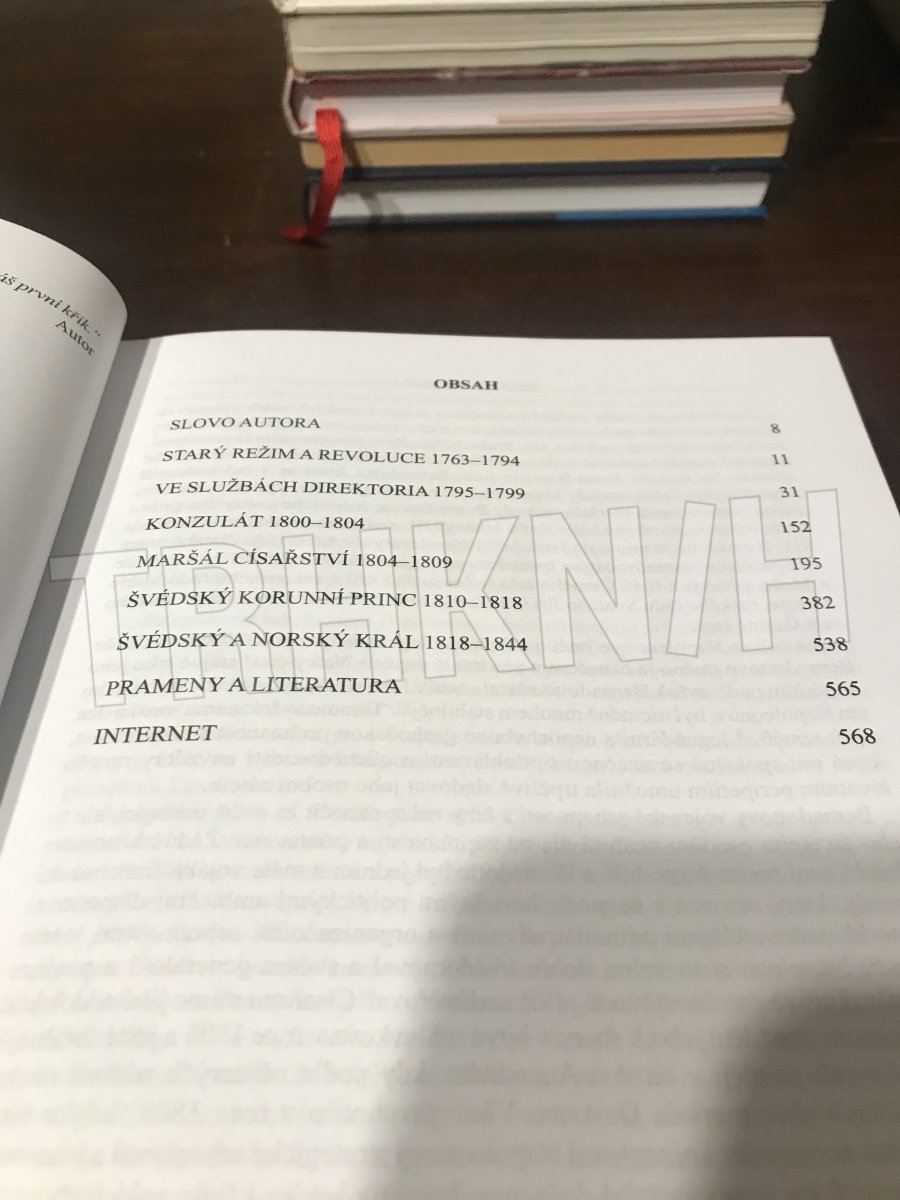 áš první křik."
Autor
OBSAH
SLOVO AUTORA 8
STARÝ REŽIM A REVOLUCE 1763–1794 11
VE SLUŽBÁCH DIREKTORIA 1795–1799 31
KONZULÁT 1800–1804 152
MARŠÁL CÍSAŘSTVÍ 1804–1809 195
ŠVÉDSKÝ KORUNNÍ PRINC 1810–1818 382
ŠVÉDSKÝ A NORSKÝ KRÁL 1818–1844 538
PRAMENY A LITERATURA 565
INTERNET 568
TRHKNIH